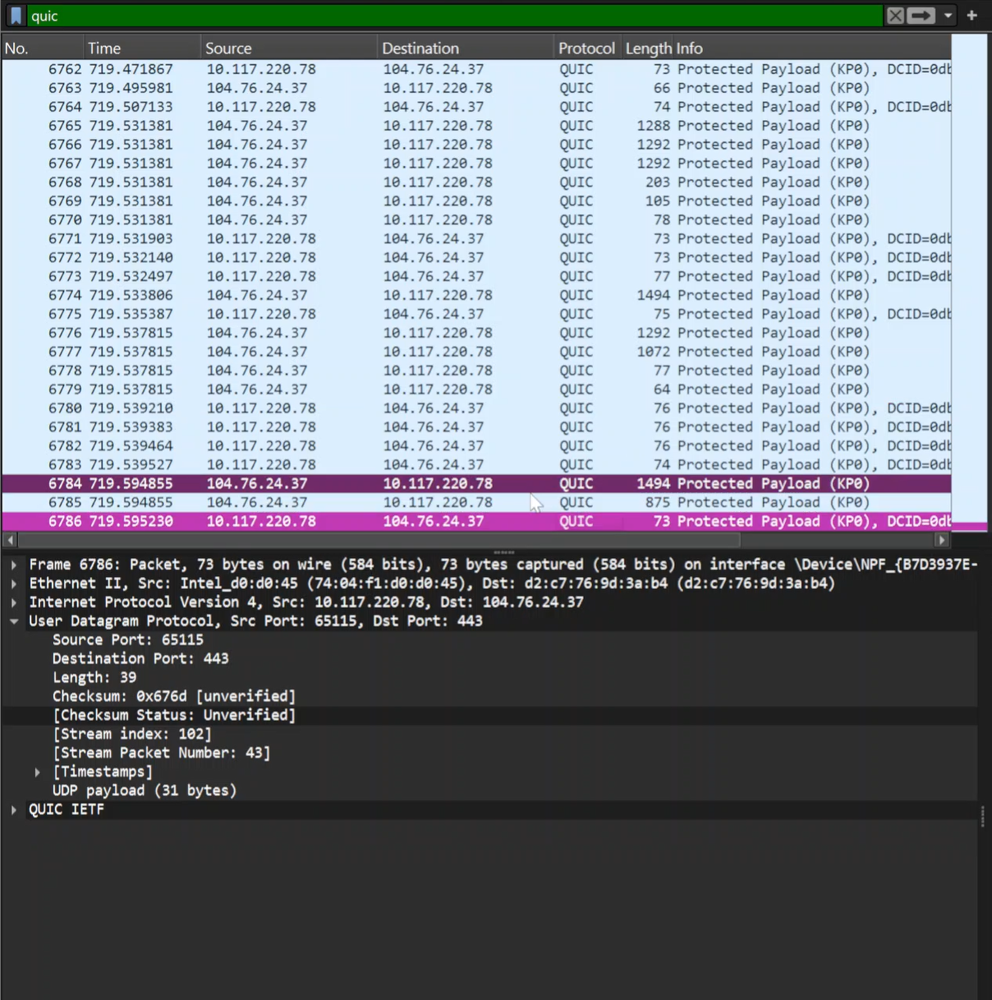 quic
No. Time Source Destination Protocol Length Info
6762 719.471867 10.117.220.78 104.76.24.37 QUIC 73 Protected Payload (KP0), DCID=0db
6763 719.495981 104.76.24.37 10.117.220.78 QUIC 66 Protected Payload (KP0)
6764 719.507133 10.117.220.78 104.76.24.37 QUIC 74 Protected Payload (KP0), DCID=0db
6765 719.531381 104.76.24.37 10.117.220.78 QUIC 1288 Protected Payload (KP0)
6766 719.531381 104.76.24.37 10.117.220.78 QUIC 1292 Protected Payload (KP0)
6767 719.531381 104.76.24.37 10.117.220.78 QUIC 1292 Protected Payload (KP0)
6768 719.531381 104.76.24.37 10.117.220.78 QUIC 203 Protected Payload (KP0)
6769 719.531381 104.76.24.37 10.117.220.78 QUIC 105 Protected Payload (KP0)
6770 719.531381 104.76.24.37 10.117.220.78 QUIC 78 Protected Payload (KP0)
6771 719.531903 10.117.220.78 104.76.24.37 QUIC 73 Protected Payload (KP0), DCID=0db
6772 719.532140 10.117.220.78 104.76.24.37 QUIC 73 Protected Payload (KP0), DCID=0db
6773 719.532497 10.117.220.78 104.76.24.37 QUIC 77 Protected Payload (KP0), DCID=0db
6774 719.533806 104.76.24.37 10.117.220.78 QUIC 1494 Protected Payload (KP0)
6775 719.535387 10.117.220.78 104.76.24.37 QUIC 75 Protected Payload (KP0), DCID=0db
6776 719.537815 104.76.24.37 10.117.220.78 QUIC 1292 Protected Payload (KP0)
6777 719.537815 104.76.24.37 10.117.220.78 QUIC 1072 Protected Payload (KP0)
6778 719.537815 104.76.24.37 10.117.220.78 QUIC 77 Protected Payload (KP0)
6779 719.537815 104.76.24.37 10.117.220.78 QUIC 64 Protected Payload (KP0)
6780 719.539210 10.117.220.78 104.76.24.37 QUIC 76 Protected Payload (KP0), DCID=0db
6781 719.539383 10.117.220.78 104.76.24.37 QUIC 76 Protected Payload (KP0), DCID=0db
6782 719.539464 10.117.220.78 104.76.24.37 QUIC 76 Protected Payload (KP0), DCID=0db
6783 719.539527 10.117.220.78 104.76.24.37 QUIC 74 Protected Payload (KP0), DCID=0db
6784 719.594855 104.76.24.37 10.117.220.78 QUIC 1494 Protected Payload (KP0)
6785 719.594855 104.76.24.37 10.117.220.78 QUIC 875 Protected Payload (KP0)
6786 719.595230 10.117.220.78 104.76.24.37 QUIC 73 Protected Payload (KP0), DCID=0db
Frame 6786: Packet, 73 bytes on wire (584 bits), 73 bytes captured (584 bits) on interface \Device\NPF_{B7D3937E-
Ethernet II, Src: Intel_d0:d0:45 (74:04:f1:d0:d0:45), Dst: d2:c7:76:9d:3a:b4 (d2:c7:76:9d:3a:b4)
Internet Protocol Version 4, Src: 10.117.220.78, Dst: 104.76.24.37
User Datagram Protocol, Src Port: 65115, Dst Port: 443
Source Port: 65115
Destination Port: 443
Length: 39
Checksum: 0x676d [unverified]
[Checksum Status: Unverified]
[Stream index: 102]
[Stream Packet Number: 43]
[Timestamps]
UDP payload (31 bytes)
QUIC IETF